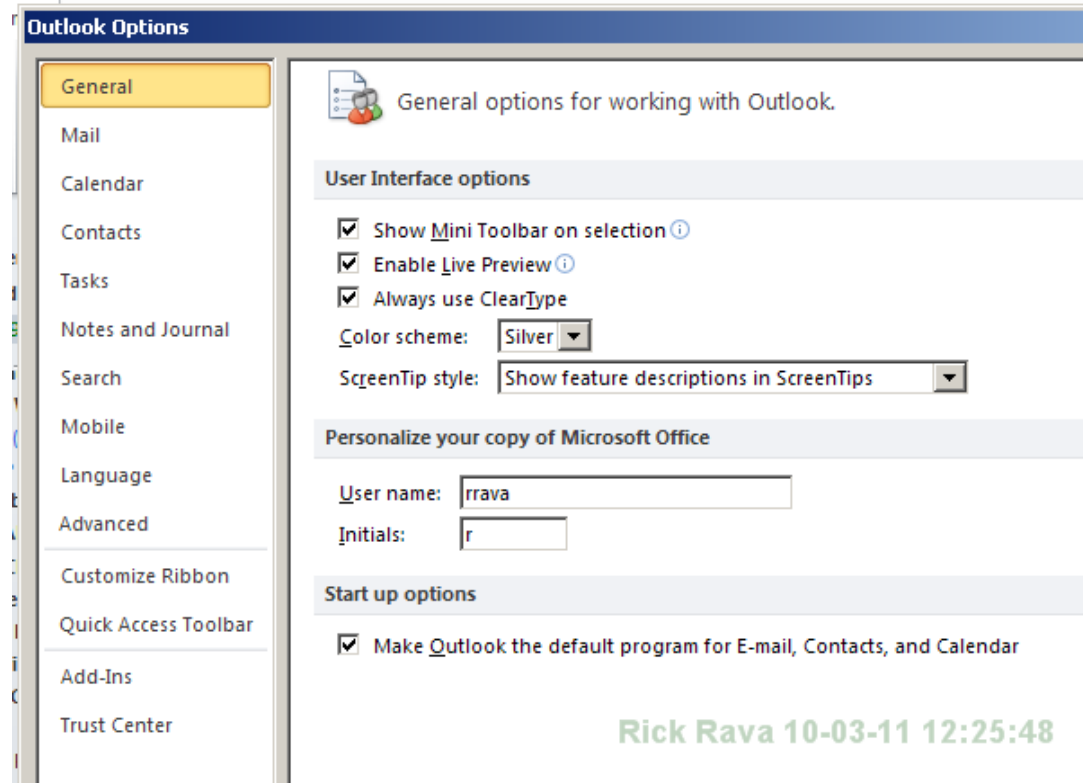 Outlook Options
General
Mail
Calendar
Contacts
Tasks
Notes and Journal
Search
Mobile
Language
Advanced
Customize Ribbon
Quick Access Toolbar
Add-Ins
Trust Center
General options for working with Outlook.
User Interface options
Show Mini Toolbar on selection
Enable Live Preview
Always use ClearType
Color scheme: Silver
ScreenTip style: Show feature descriptions in ScreenTips
Personalize your copy of Microsoft Office
User name: rrava
Initials: r
Start up options
Make Outlook the default program for E-mail, Contacts, and Calendar
Rick Rava 10-03-11 12:25:48